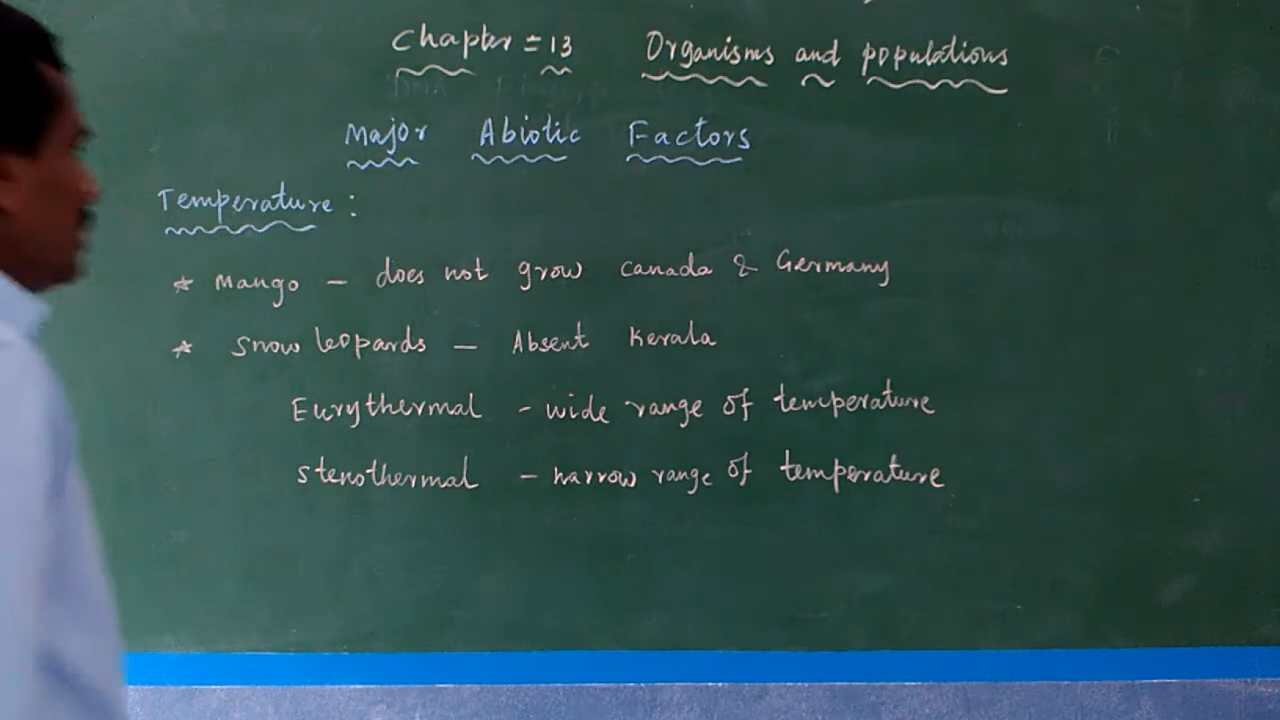 Chapter = 13 Organisms and populations
Major Abiotic Factors
Temperature :
* Mango - does not grow canada & Germany
* Snow leopards - Absent Kerala
Eurythermal - wide range of temperature
stenothermal - narrow range of temperature